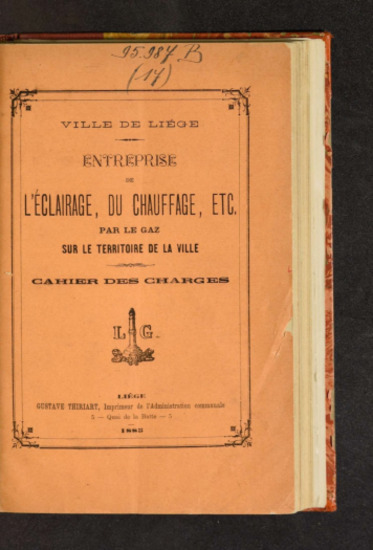 95.987 B
(17)
VILLE DE LIÉGE
ENTREPRISE
DE
L'ÉCLAIRAGE, DU CHAUFFAGE, ETC.
PAR LE GAZ
SUR LE TERRITOIRE DE LA VILLE
CAHIER DES CHARGES
L G.
LIÉGE
GUSTAVE THIRIART, Imprimeur de l'Administration communale
5 — Quai de la Batte — 5
1885